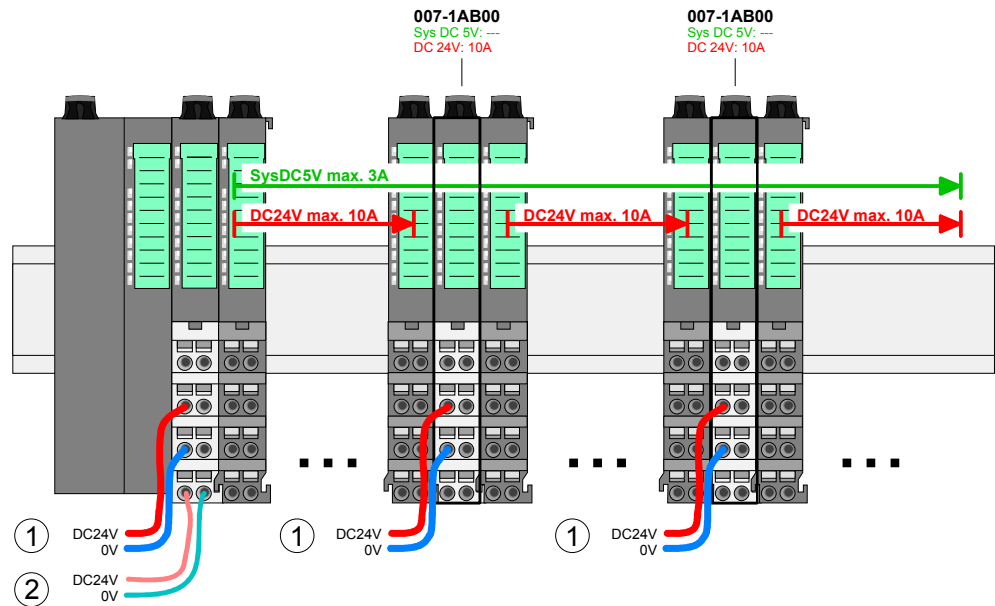 007-1AB00
Sys DC 5V: ---
DC 24V: 10A
007-1AB00
Sys DC 5V: ---
DC 24V: 10A
SysDC5V max. 3A
DC24V max. 10A
DC24V max. 10A
DC24V max. 10A
1 DC24V
0V
1 DC24V
0V
1 DC24V
0V
2 DC24V
0V